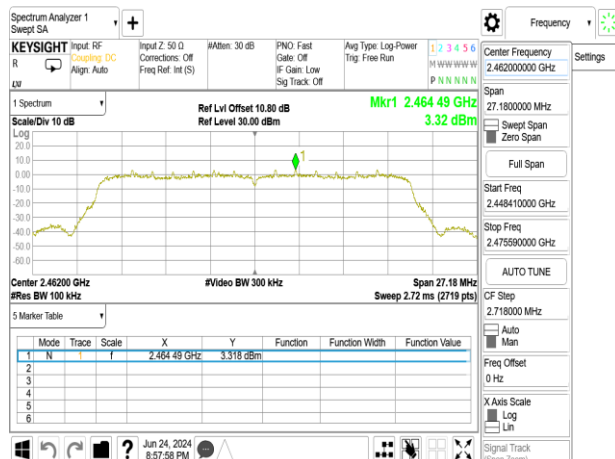 Spectrum Analyzer 1
Swept SA
Frequency
KEYSIGHT
R
Input: RF
Coupling: DC
Align: Auto
Input Z: 50 Ω
Corrections: Off
Freq Ref: Int (S)
#Atten: 30 dB
PNO: Fast
Gate: Off
IF Gain: Low
Sig Track: Off
Avg Type: Log-Power
Trig: Free Run
1 2 3 4 5 6
M W W W W W
P N N N N N
LXI
1 Spectrum
Scale/Div 10 dB
Ref Lvl Offset 10.80 dB
Ref Level 30.00 dBm
Mkr1 2.464 49 GHz
3.32 dBm
Log
20.0
10.0
0.00
-10.0
-20.0
-30.0
-40.0
-50.0
-60.0
1
Center 2.46200 GHz
#Res BW 100 kHz
#Video BW 300 kHz
Span 27.18 MHz
Sweep 2.72 ms (2719 pts)
5 Marker Table
Mode Trace Scale X Y Function Function Width Function Value
1 N 1 f 2.464 49 GHz 3.318 dBm
2
3
4
5
6
Jun 24, 2024
8:57:58 PM
?
Center Frequency
2.462000000 GHz
Settings
Span
27.1800000 MHz
Swept Span
Zero Span
Full Span
Start Freq
2.448410000 GHz
Stop Freq
2.475590000 GHz
AUTO TUNE
CF Step
2.718000 MHz
Auto
Man
Freq Offset
0 Hz
X Axis Scale
Log
Lin
Signal Track
(Span Zoom)